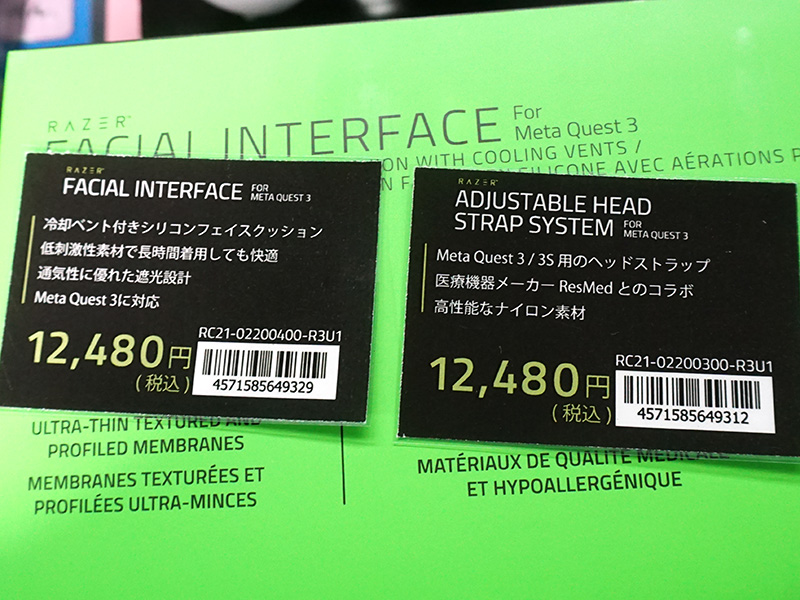 RAZER™
FACIAL INTERFACE For Meta Quest 3
ON WITH COOLING VENTS /
SILICONE AVEC AÉRATIONS
RAZER™
FACIAL INTERFACE FOR META QUEST 3
冷却ベント付きシリコンフェイスクッション
低刺激性素材で長時間着用しても快適
通気性に優れた遮光設計
Meta Quest 3に対応
12,480円
(税込)
RC21-02200400-R3U1
4571585649329
RAZER™
ADJUSTABLE HEAD
STRAP SYSTEM FOR META QUEST 3
Meta Quest 3 / 3S 用のヘッドストラップ
医療機器メーカー ResMed とのコラボ
高性能なナイロン素材
12,480円
(税込)
RC21-02200300-R3U1
4571585649312
ULTRA-THIN TEXTURED AND
PROFILED MEMBRANES
MEMBRANES TEXTURÉES ET
PROFILÉES ULTRA-MINCES
MATÉRIAUX DE QUALITÉ MÉDICALE
ET HYPOALLERGÉNIQUE